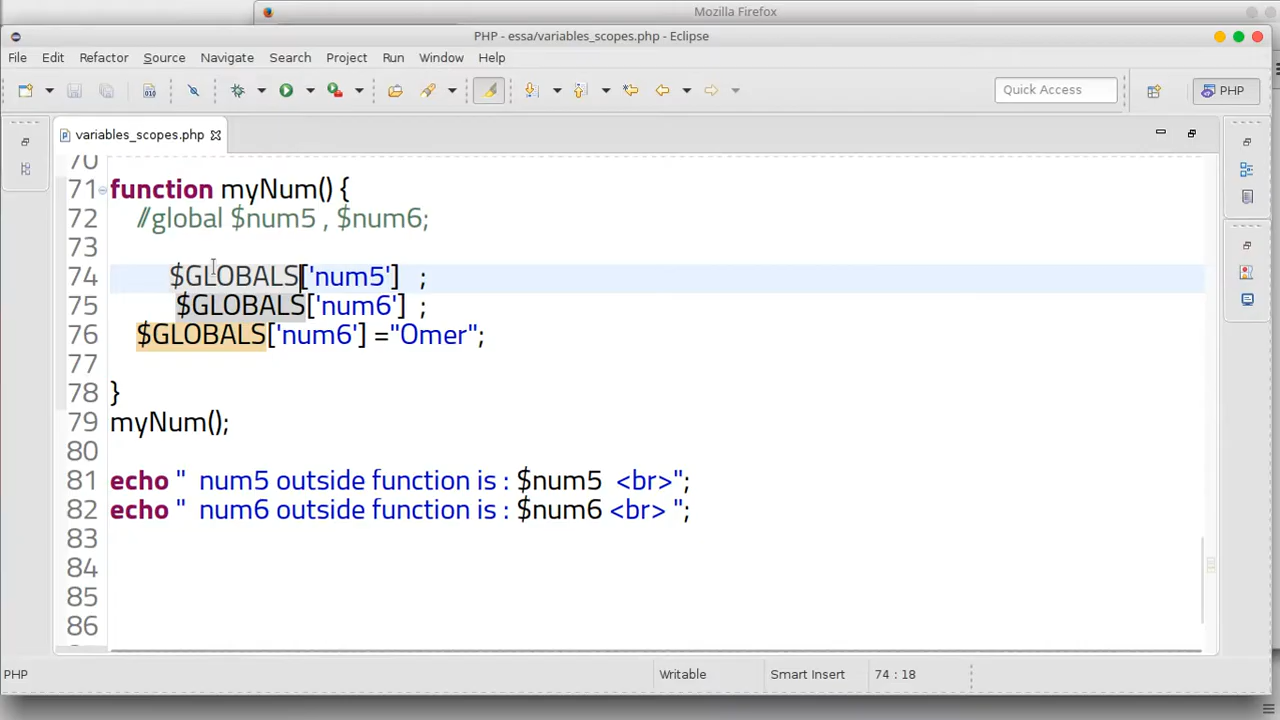 Mozilla Firefox
PHP - essa/variables_scopes.php - Eclipse
File Edit Refactor Source Navigate Search Project Run Window Help
010 Quick Access PHP
variables_scopes.php
70
71 function myNum() {
72 //global $num5 , $num6;
73
74 $GLOBALS['num5'] ;
75 $GLOBALS['num6'] ;
76 $GLOBALS['num6'] ="Omer";
77
78 }
79 myNum();
80
81 echo " num5 outside function is : $num5 <br>";
82 echo " num6 outside function is : $num6 <br> ";
83
84
85
86
PHP Writable Smart Insert 74 : 18